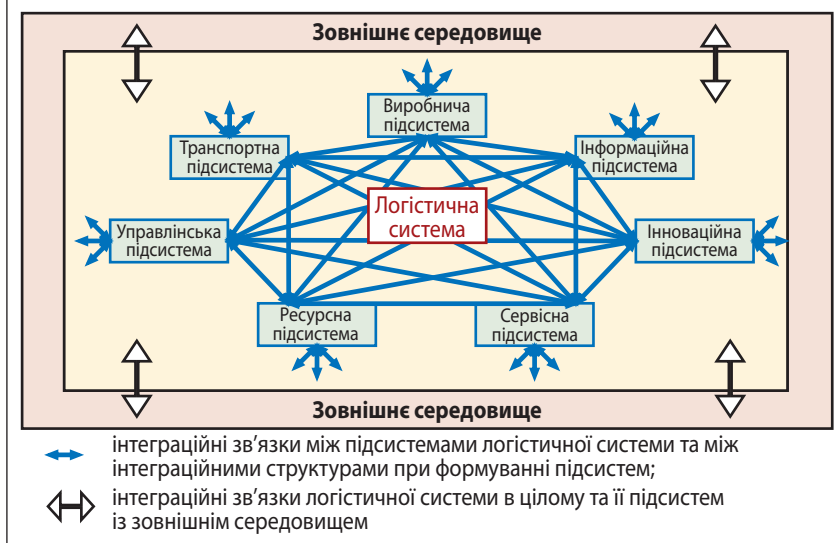 Зовнішнє середовище
Виробнича
підсистема
Транспортна
підсистема
Інформаційна
підсистема
Логістична
система
Управлінська
підсистема
Інноваційна
підсистема
Ресурсна
підсистема
Сервісна
підсистема
Зовнішнє середовище
інтеграційні зв'язки між підсистемами логістичної системи та між
інтеграційними структурами при формуванні підсистем;
інтеграційні зв'язки логістичної системи в цілому та її підсистем
із зовнішнім середовищем